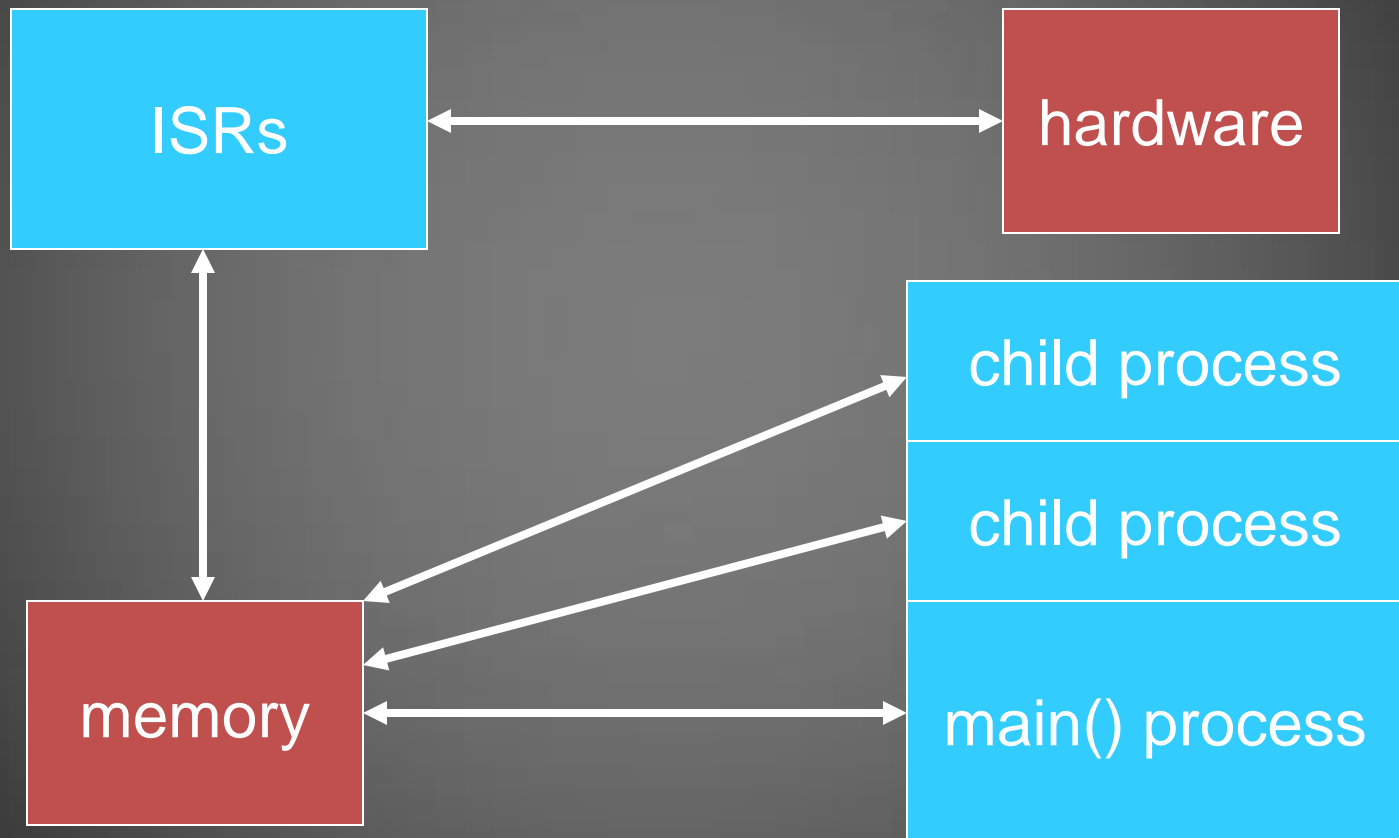 ISRs
hardware
child process
child process
memory
main() process